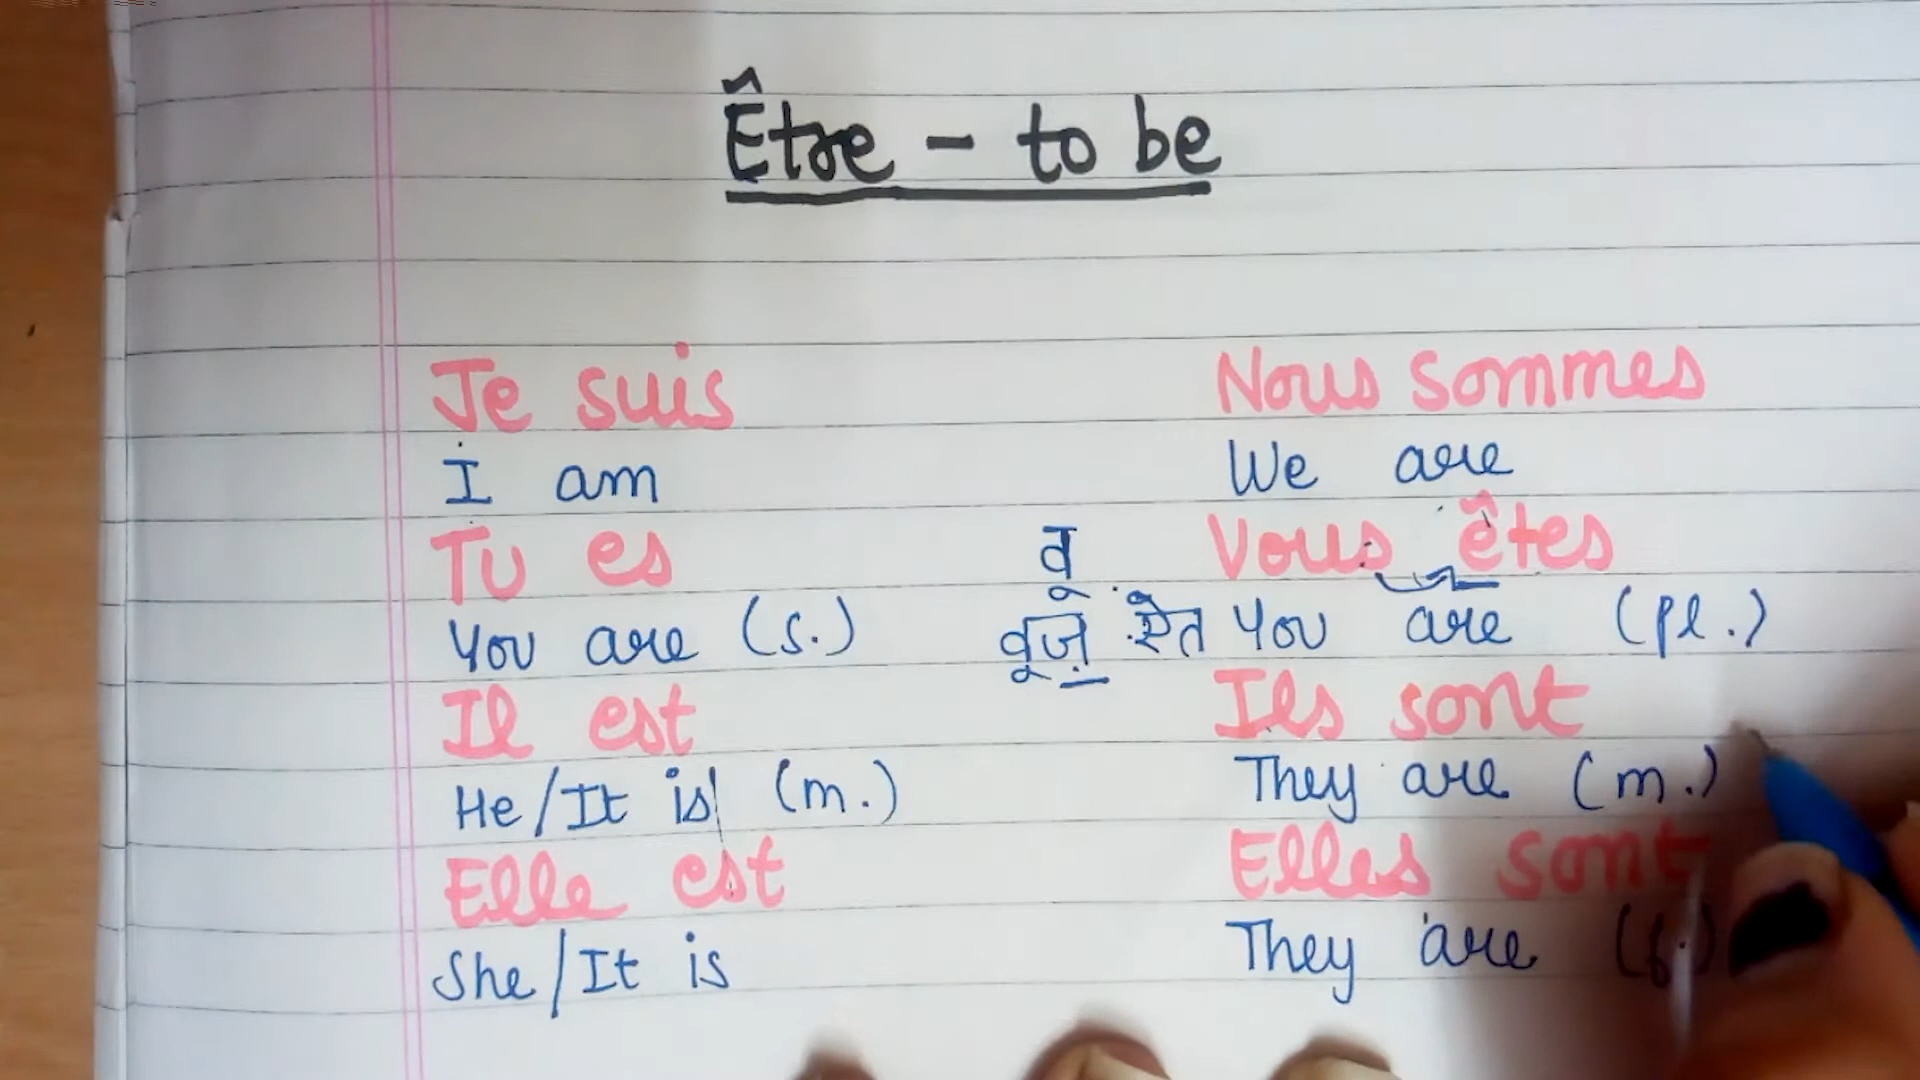 Être - to be
Je suis
I am
Tu es
You are (s.)
Il est
He/It is (m.)
Elle est
She/It is
Nous sommes
We are
वू
Vous êtes
वूज़ ऐत
You are (pl.)
Ils sont
They are (m.)
Elles sont
They are (f.)